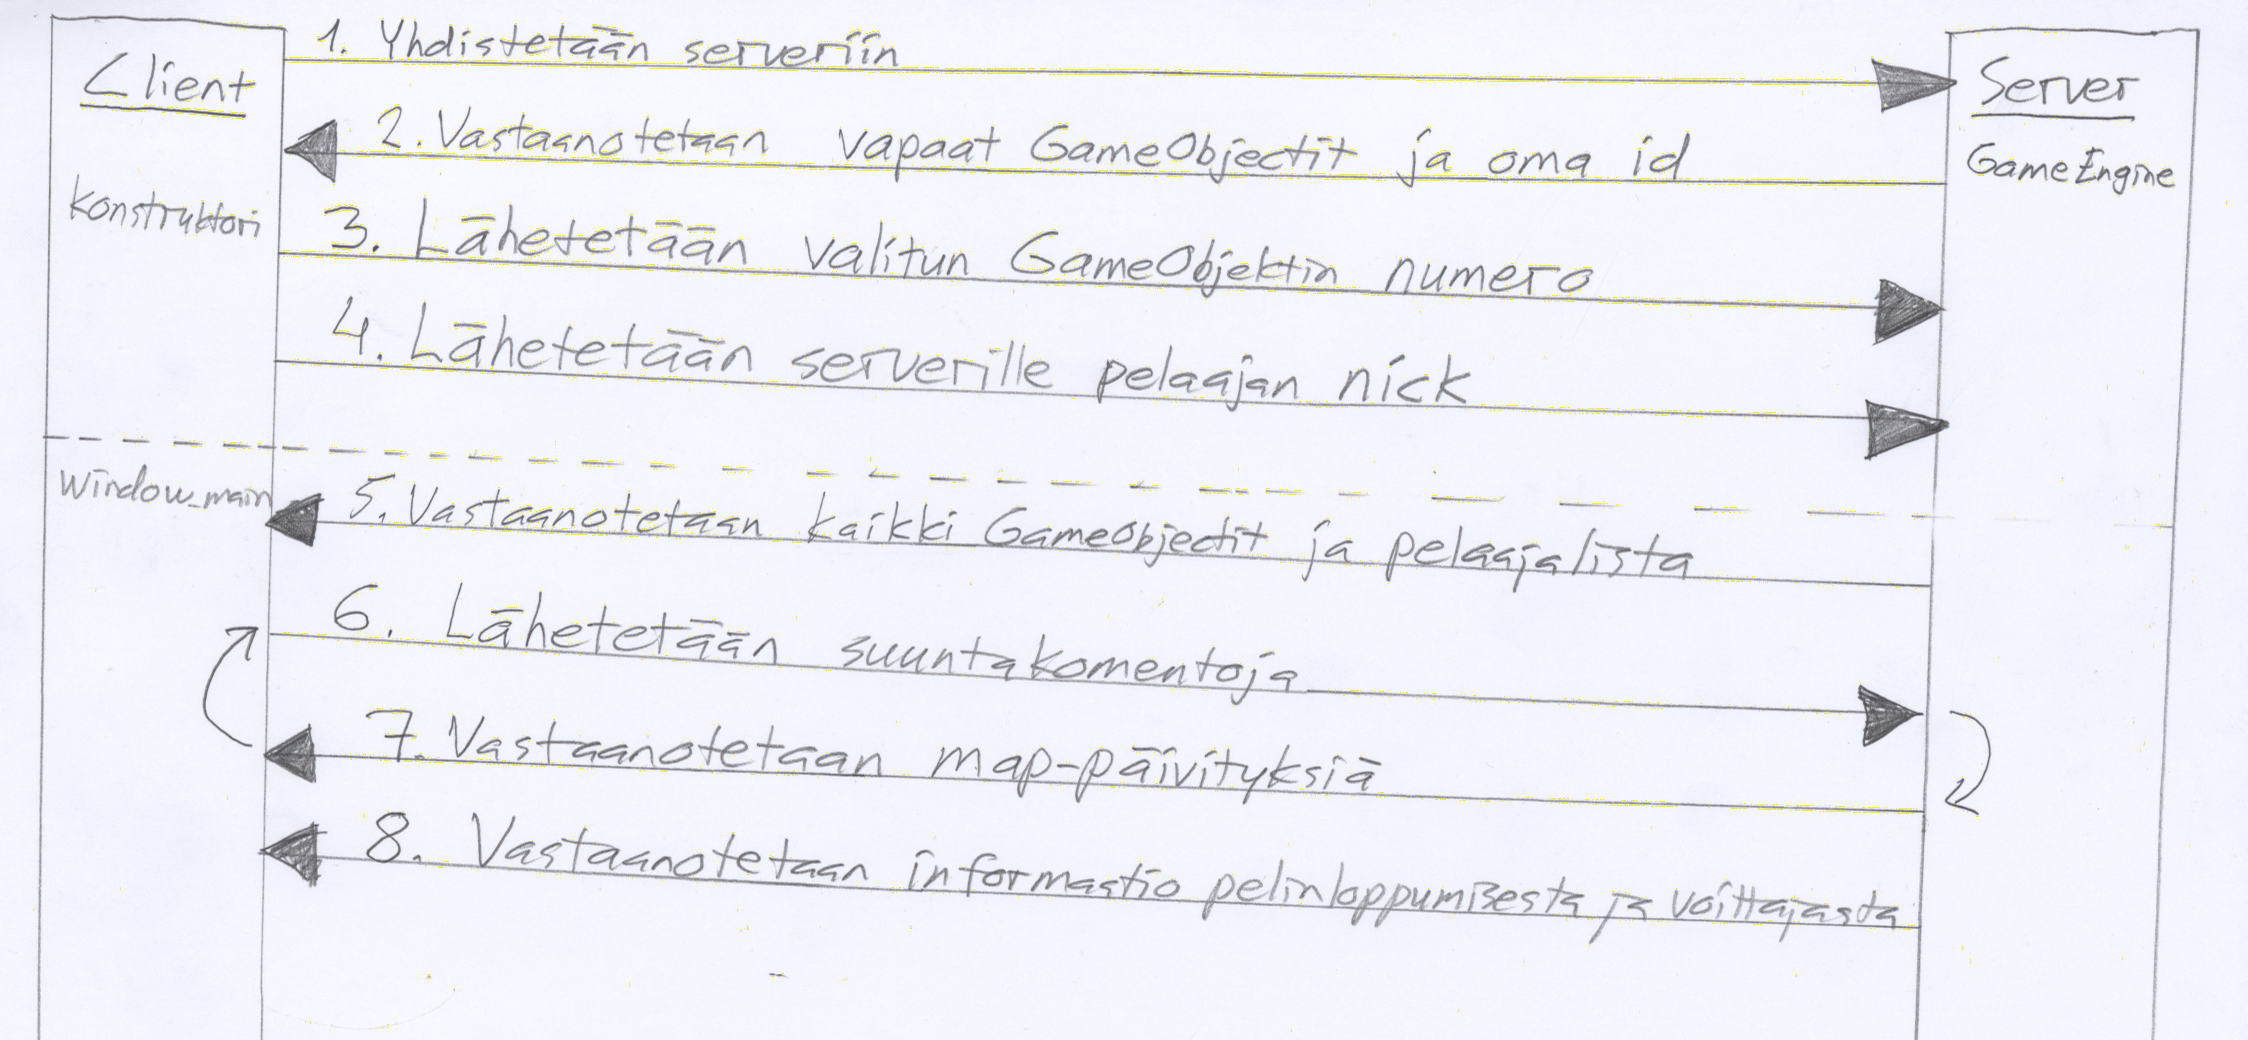 Client
konstruktori
1. Yhdistetään serveriin
Server
GameEngine
2. Vastaanotetaan vapaat GameObjectit ja oma id
3. Lähetetään valitun GameObjektin numero
4. Lähetetään serverille pelaajan nick
window_main
5. Vastaanotetaan kaikki GameObjectit ja pelaajalista
6. Lähetetään suuntakomentoja
7. Vastaanotetaan map-päivityksiä
8. Vastaanotetaan informastio pelinloppumisesta ja voittajasta